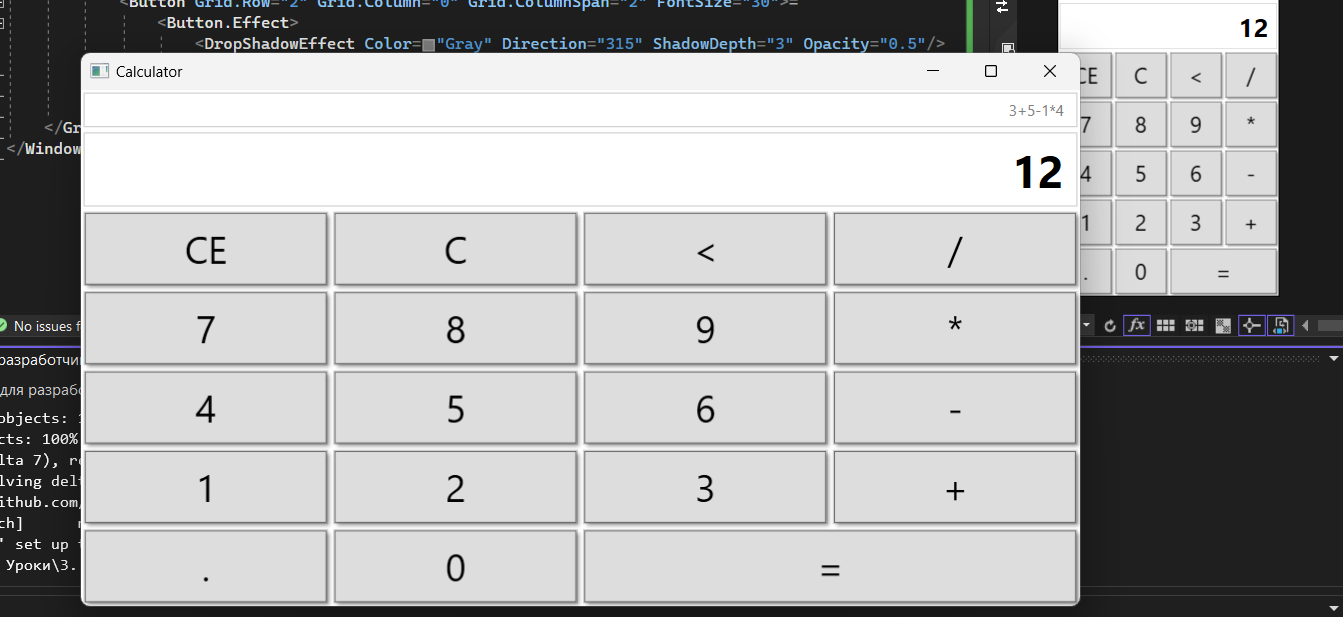 <Button Grid.Row="2" Grid.Column="0" Grid.ColumnSpan="2" FontSize="30">=
<Button.Effect>
<DropShadowEffect Color="Gray" Direction="315" ShadowDepth="3" Opacity="0.5"/>
</Gr
</Window
Calculator
3+5-1*4
12
CE C < /
7 8 9 *
4 5 6 -
1 2 3 +
. 0 =
12
CE C < /
7 8 9 *
4 5 6 -
1 2 3 +
. 0 =
No issues f
fx
разработчи
для разрабо
objects: 1
cts: 100%
lta 7), re
lving del
ithub.com/
ch]
' set up
Уроки\3.